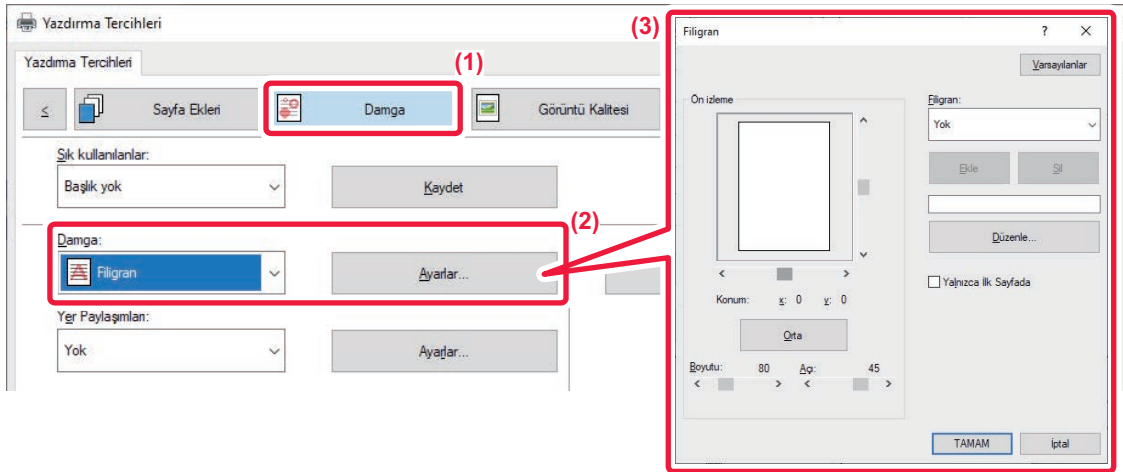 Yazdırma Tercihleri
Yazdırma Tercihleri
(1)
<
Sayfa Ekleri
Damga
Görüntü Kalitesi
Sık kullanılanlar:
Başlık yok
Kaydet
(2)
Damga:
Filigran
Ayarlar...
Yer Paylaşımları:
Yok
Ayarlar...
(3)
Filigran
? ×
Varsayılanlar
Ön izleme
Filigran:
Yok
Ekle
Sil
Düzenle...
Yalnızca İlk Sayfada
Konum: x: 0 y: 0
Orta
Boyutu: 80 Açı: 45
< > < >
TAMAM
İptal